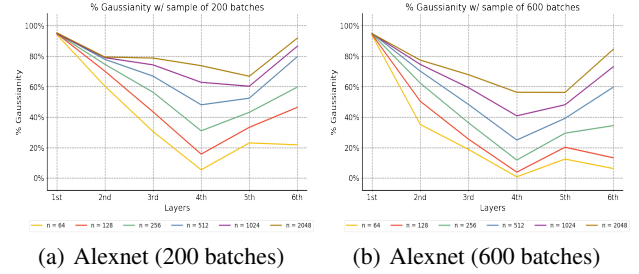 % Gaussianity w/ sample of 200 batches
100%
80%
60%
40%
20%
0%
% Gaussianity
1st 2nd 3rd 4th 5th 6th
Layers
n = 64 n = 128 n = 256 n = 512 n = 1024 n = 2048
(a) Alexnet (200 batches)
% Gaussianity w/ sample of 600 batches
100%
80%
60%
40%
20%
0%
% Gaussianity
1st 2nd 3rd 4th 5th 6th
Layers
n = 64 n = 128 n = 256 n = 512 n = 1024 n = 2048
(b) Alexnet (600 batches)